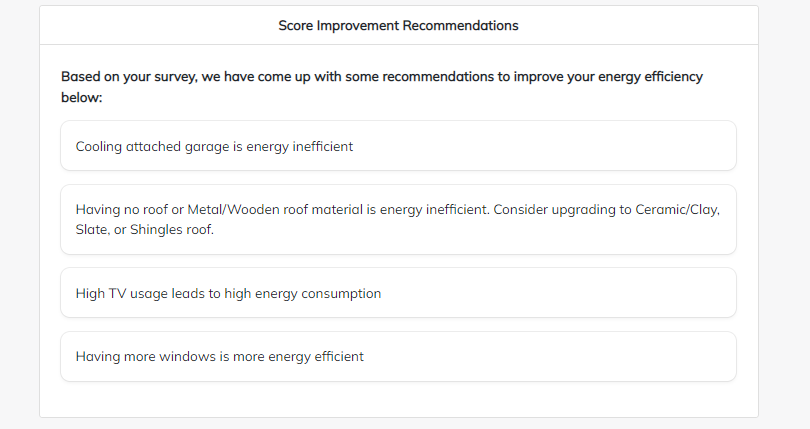 Score Improvement Recommendations
Based on your survey, we have come up with some recommendations to improve your energy efficiency
below:
Cooling attached garage is energy inefficient
Having no roof or Metal/Wooden roof material is energy inefficient. Consider upgrading to Ceramic/Clay,
Slate, or Shingles roof.
High TV usage leads to high energy consumption
Having more windows is more energy efficient